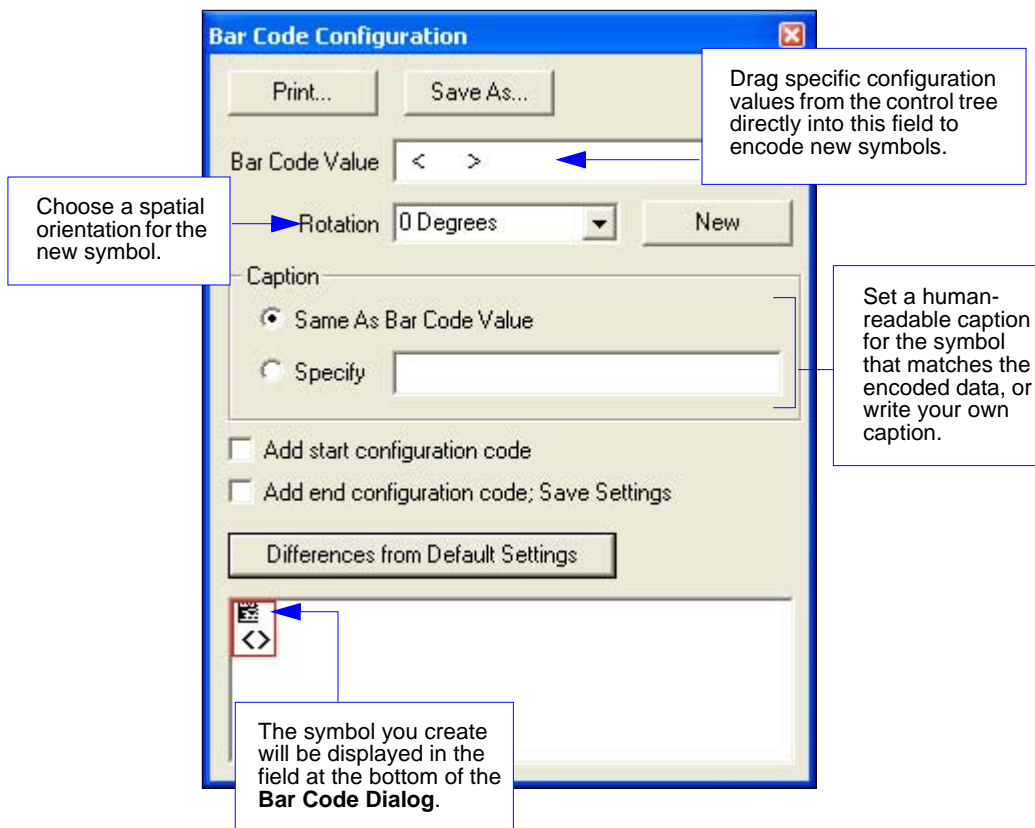 Bar Code Configuration
Print...
Save As...
Drag specific configuration
values from the control tree
directly into this field to
encode new symbols.
Bar Code Value
< >
Choose a spatial
orientation for the
new symbol.
Rotation
0 Degrees
New
Caption
Same As Bar Code Value
Specify
Set a human-
readable caption
for the symbol
that matches the
encoded data, or
write your own
caption.
Add start configuration code
Add end configuration code; Save Settings
Differences from Default Settings
<>
The symbol you create
will be displayed in the
field at the bottom of the
Bar Code Dialog.